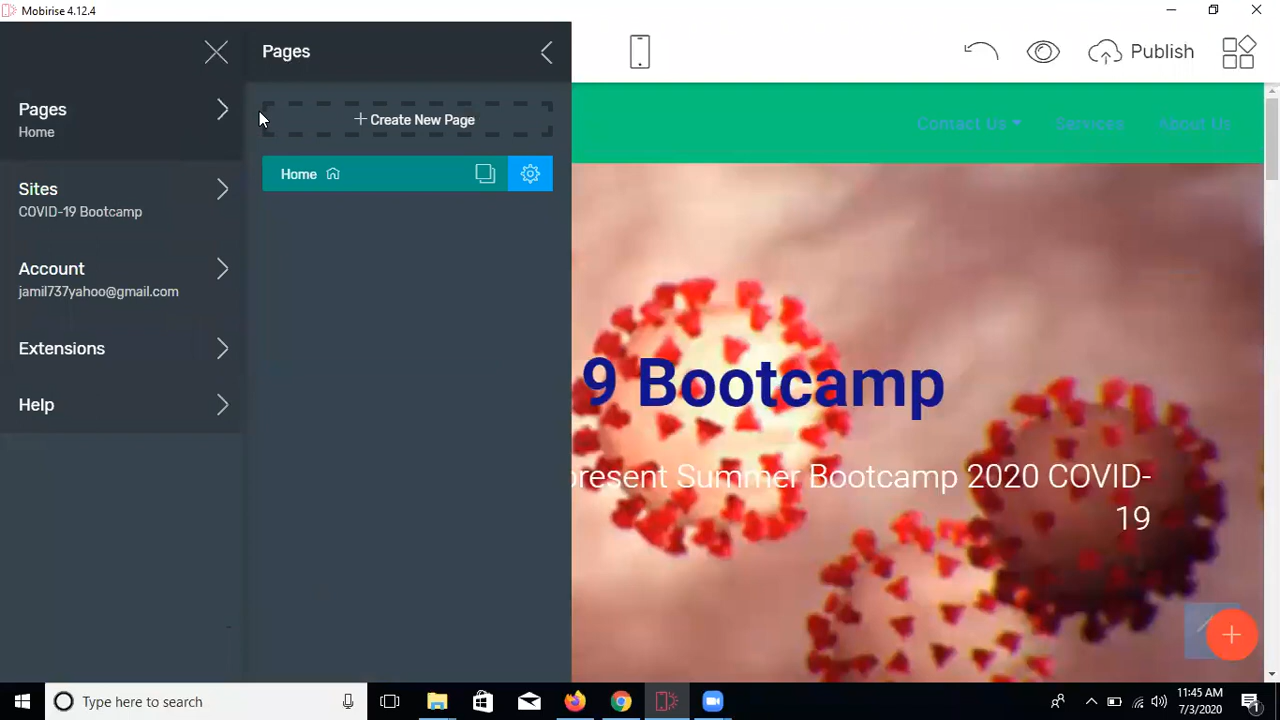 Mobirise 4.12.4
Pages
Home
Sites
COVID-19 Bootcamp
Account
jamil737yahoo@gmail.com
Extensions
Help
Pages
+ Create New Page
Home
Publish
Contact Us
Services
About Us
9 Bootcamp
present Summer Bootcamp 2020 COVID-
19
Type here to search
11:45 AM
7/3/2020
1